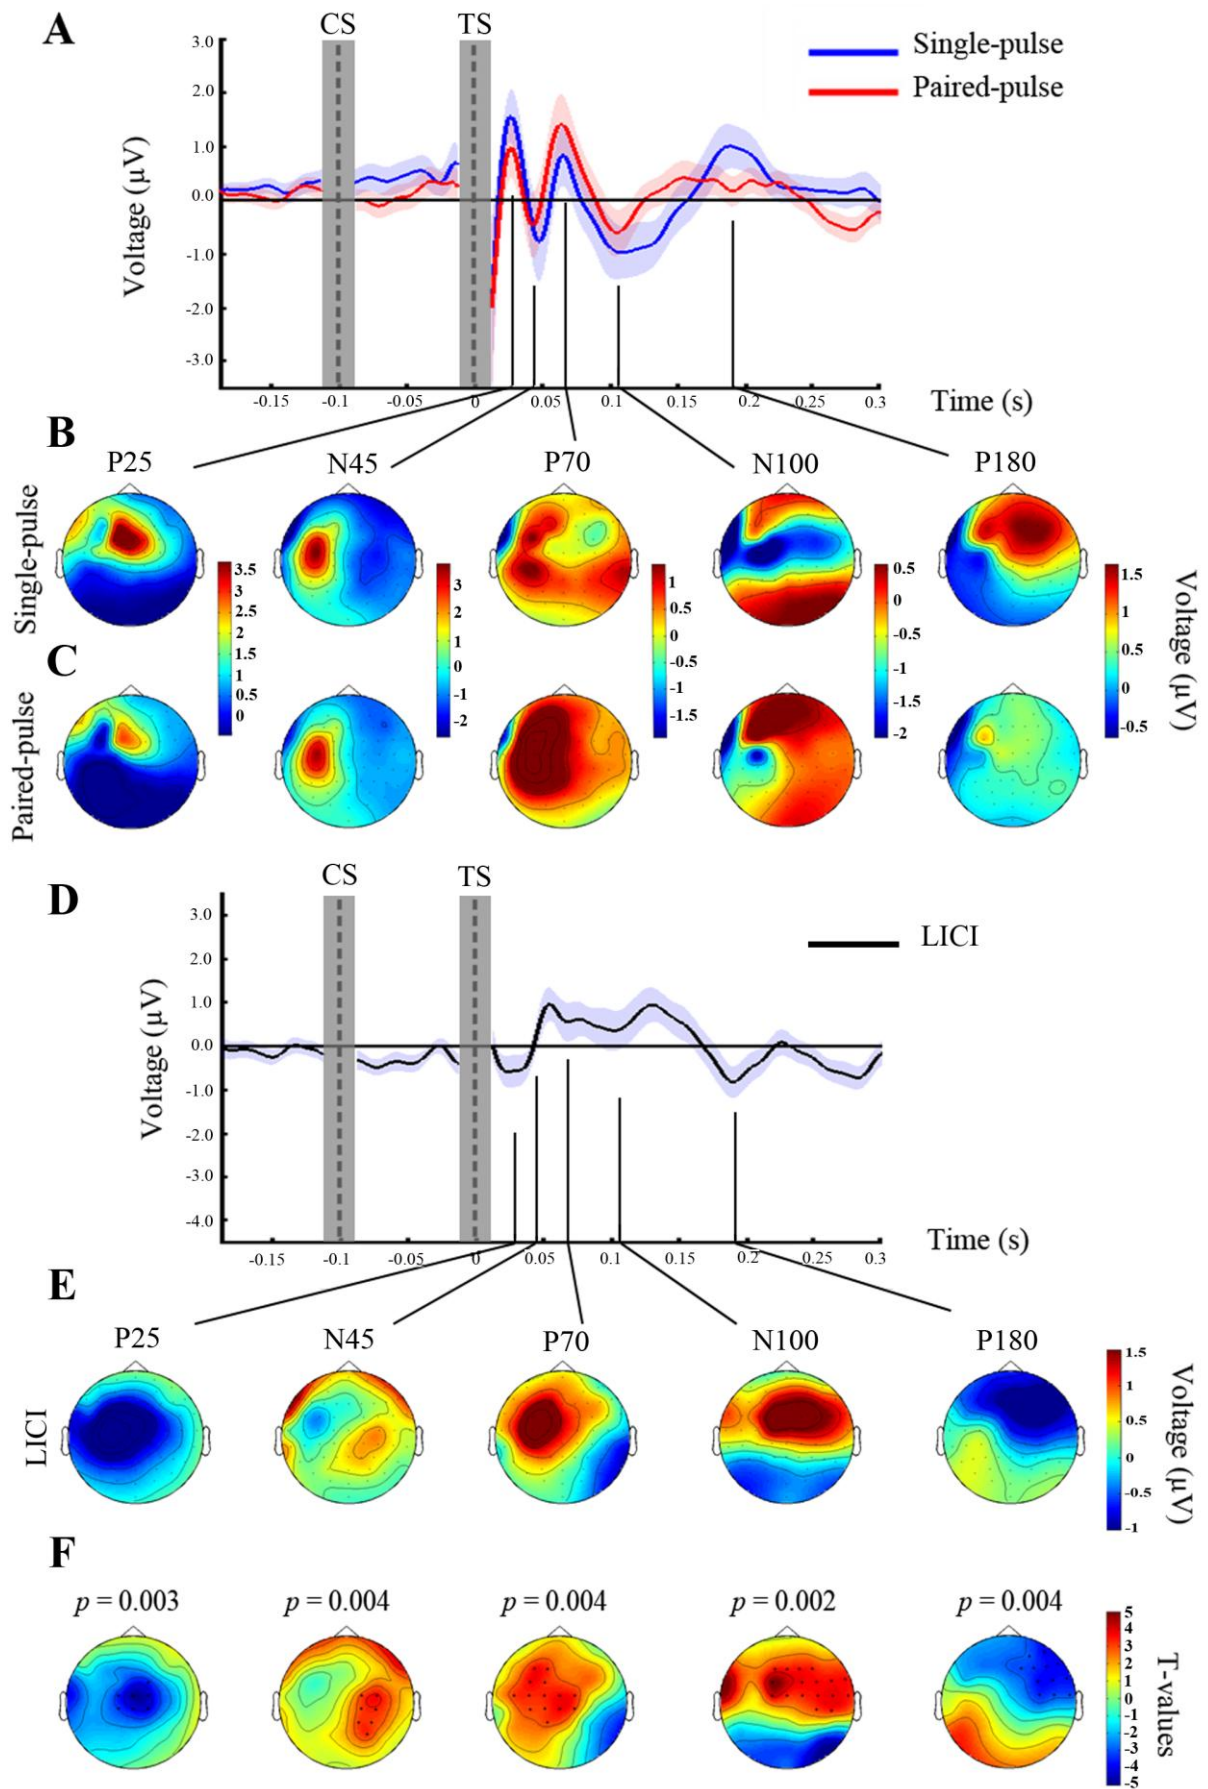 A
CS
TS
Single-pulse
Paired-pulse
3.0
2.0
1.0
0.0
-1.0
-2.0
-3.0
Voltage (µV)
-0.15
-0.1
-0.05
0
0.05
0.1
0.15
0.2
0.25
0.3
Time (s)
B
P25
N45
P70
N100
P180
Single-pulse
3.5
3
2.5
2
1.5
1
0.5
0
3
2
1
0
-1
-2
1
0.5
0
-0.5
-1
-1.5
0.5
0
-0.5
-1
-1.5
-2
1.5
1
0.5
0
-0.5
Voltage (µV)
C
Paired-pulse
D
CS
TS
LICI
3.0
2.0
1.0
0.0
-1.0
-2.0
-3.0
-4.0
Voltage (µV)
-0.15
-0.1
-0.05
0
0.05
0.1
0.15
0.2
0.25
0.3
Time (s)
E
P25
N45
P70
N100
P180
LICI
1.5
1
0.5
0
-0.5
-1
Voltage (µV)
F
p = 0.003
p = 0.004
p = 0.004
p = 0.002
p = 0.004
5
4
3
2
1
0
-1
-2
-3
-4
-5
T-values